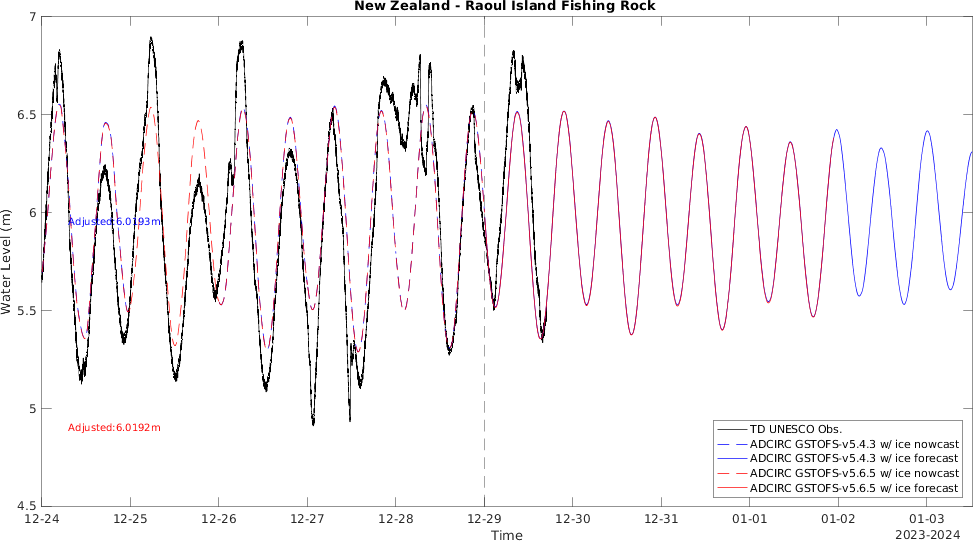 New Zealand - Raoul Island Fishing Rock
7
6.5
6
5.5
5
4.5
Water Level (m)
Adjusted:6.0193m
Adjusted:6.0192m
TD UNESCO Obs.
ADCIRC GSTOFS-v5.4.3 w/ ice nowcast
ADCIRC GSTOFS-v5.4.3 w/ ice forecast
ADCIRC GSTOFS-v5.6.5 w/ ice nowcast
ADCIRC GSTOFS-v5.6.5 w/ ice forecast
12-24 12-25 12-26 12-27 12-28 12-29 12-30 12-31 01-01 01-02 01-03
Time
2023-2024